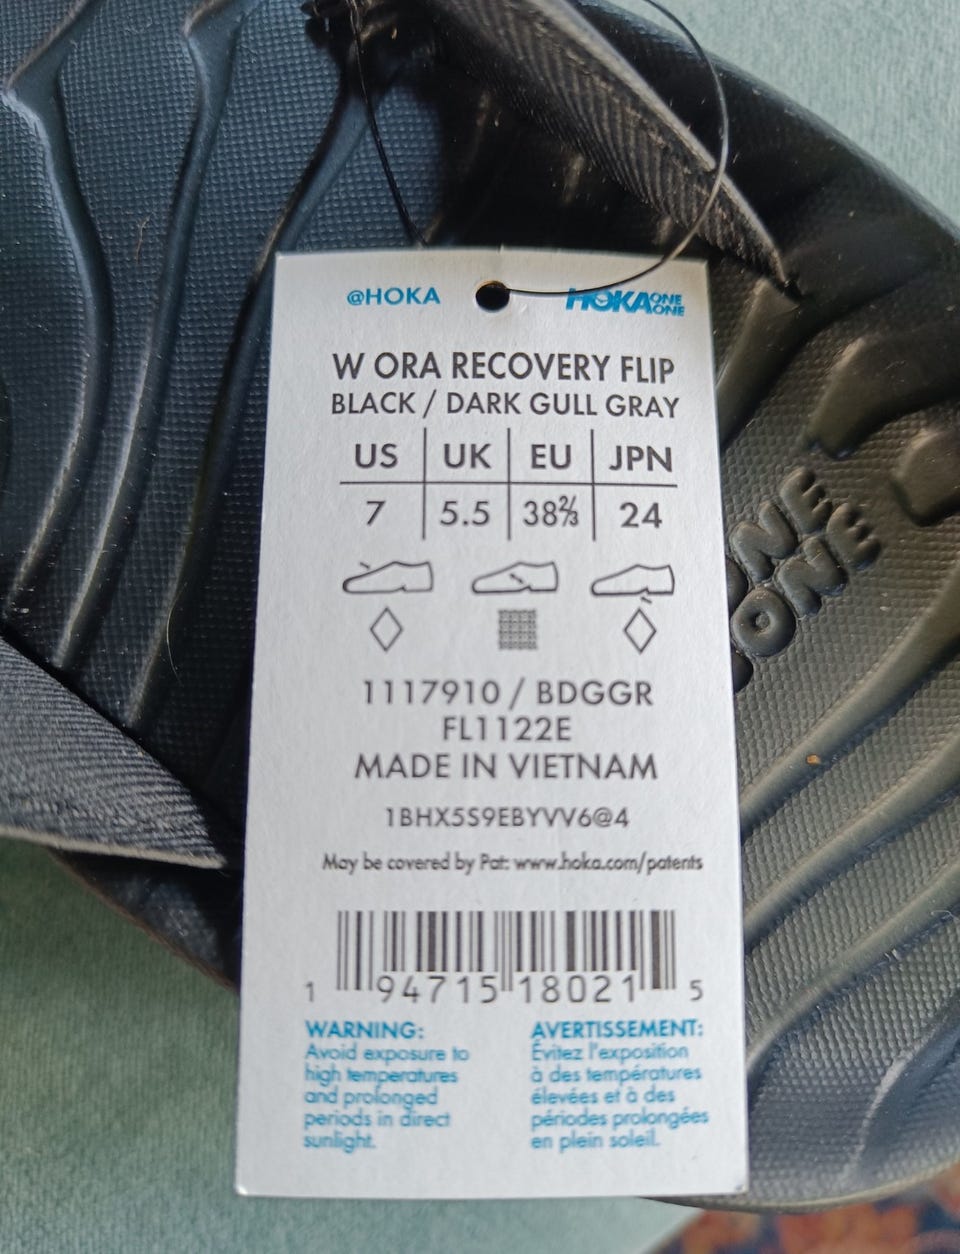 @HOKA HOKA ONE ONE
W ORA RECOVERY FLIP
BLACK / DARK GULL GRAY
US UK EU JPN
7 5.5 38⅔ 24
1117910 / BDGGR
FL1122E
MADE IN VIETNAM
1BHX5S9EBYVV6@4
May be covered by Pat: www.hoka.com/patents
1 94715 18021 5
WARNING:
Avoid exposure to
high temperatures
and prolonged
periods in direct
sunlight.
AVERTISSEMENT:
Évitez l'exposition
à des températures
élevées et à des
périodes prolongées
en plein soleil.
ONE
ONE